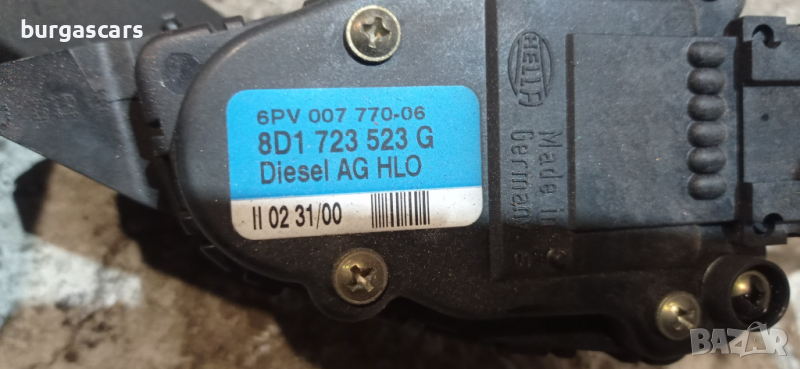 burgascars
HELLA
Made in
Germany
6PV 007 770-06
8D1 723 523 G
Diesel AG HLO
II 02 31/00
BAZAR